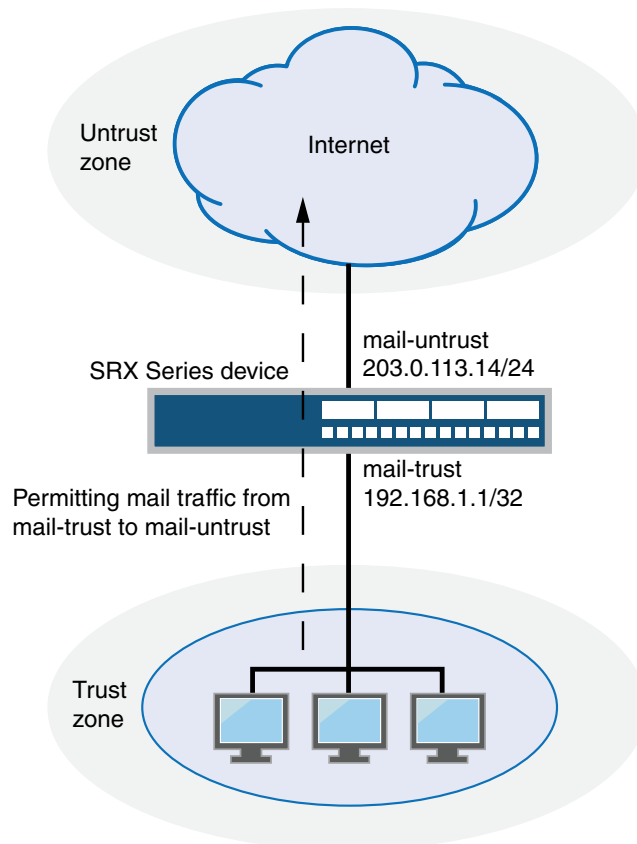 Untrust
zone
Internet
mail-untrust
203.0.113.14/24
SRX Series device
mail-trust
192.168.1.1/32
Permitting mail traffic from
mail-trust to mail-untrust
Trust
zone